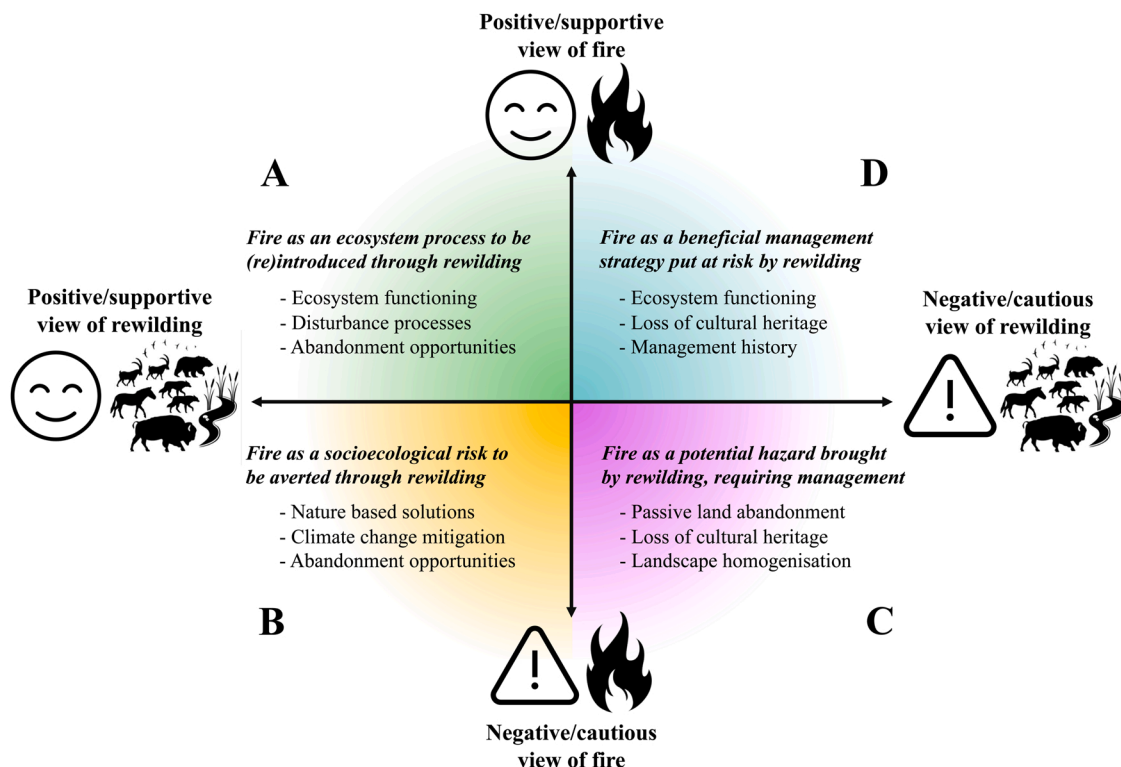 Positive/supportive
view of fire
A
D
Fire as an ecosystem process to be
(re)introduced through rewilding
- Ecosystem functioning
- Disturbance processes
- Abandonment opportunities
Fire as a beneficial management
strategy put at risk by rewilding
- Ecosystem functioning
- Loss of cultural heritage
- Management history
Positive/supportive
view of rewilding
Negative/cautious
view of rewilding
Fire as a socioecological risk to
be averted through rewilding
- Nature based solutions
- Climate change mitigation
- Abandonment opportunities
Fire as a potential hazard brought
by rewilding, requiring management
- Passive land abandonment
- Loss of cultural heritage
- Landscape homogenisation
B
C
Negative/cautious
view of fire